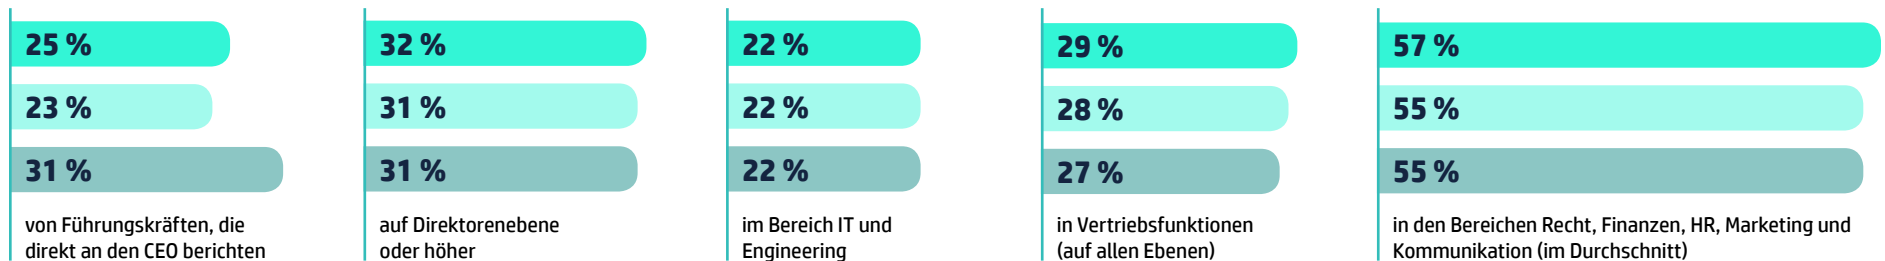 25 %
23 %
31 %
von Führungskräften, die
direkt an den CEO berichten
32 %
31 %
31 %
auf Direktorenebene
oder höher
22 %
22 %
22 %
im Bereich IT und
Engineering
29 %
28 %
27 %
in Vertriebsfunktionen
(auf allen Ebenen)
57 %
55 %
55 %
in den Bereichen Recht, Finanzen, HR, Marketing und
Kommunikation (im Durchschnitt)